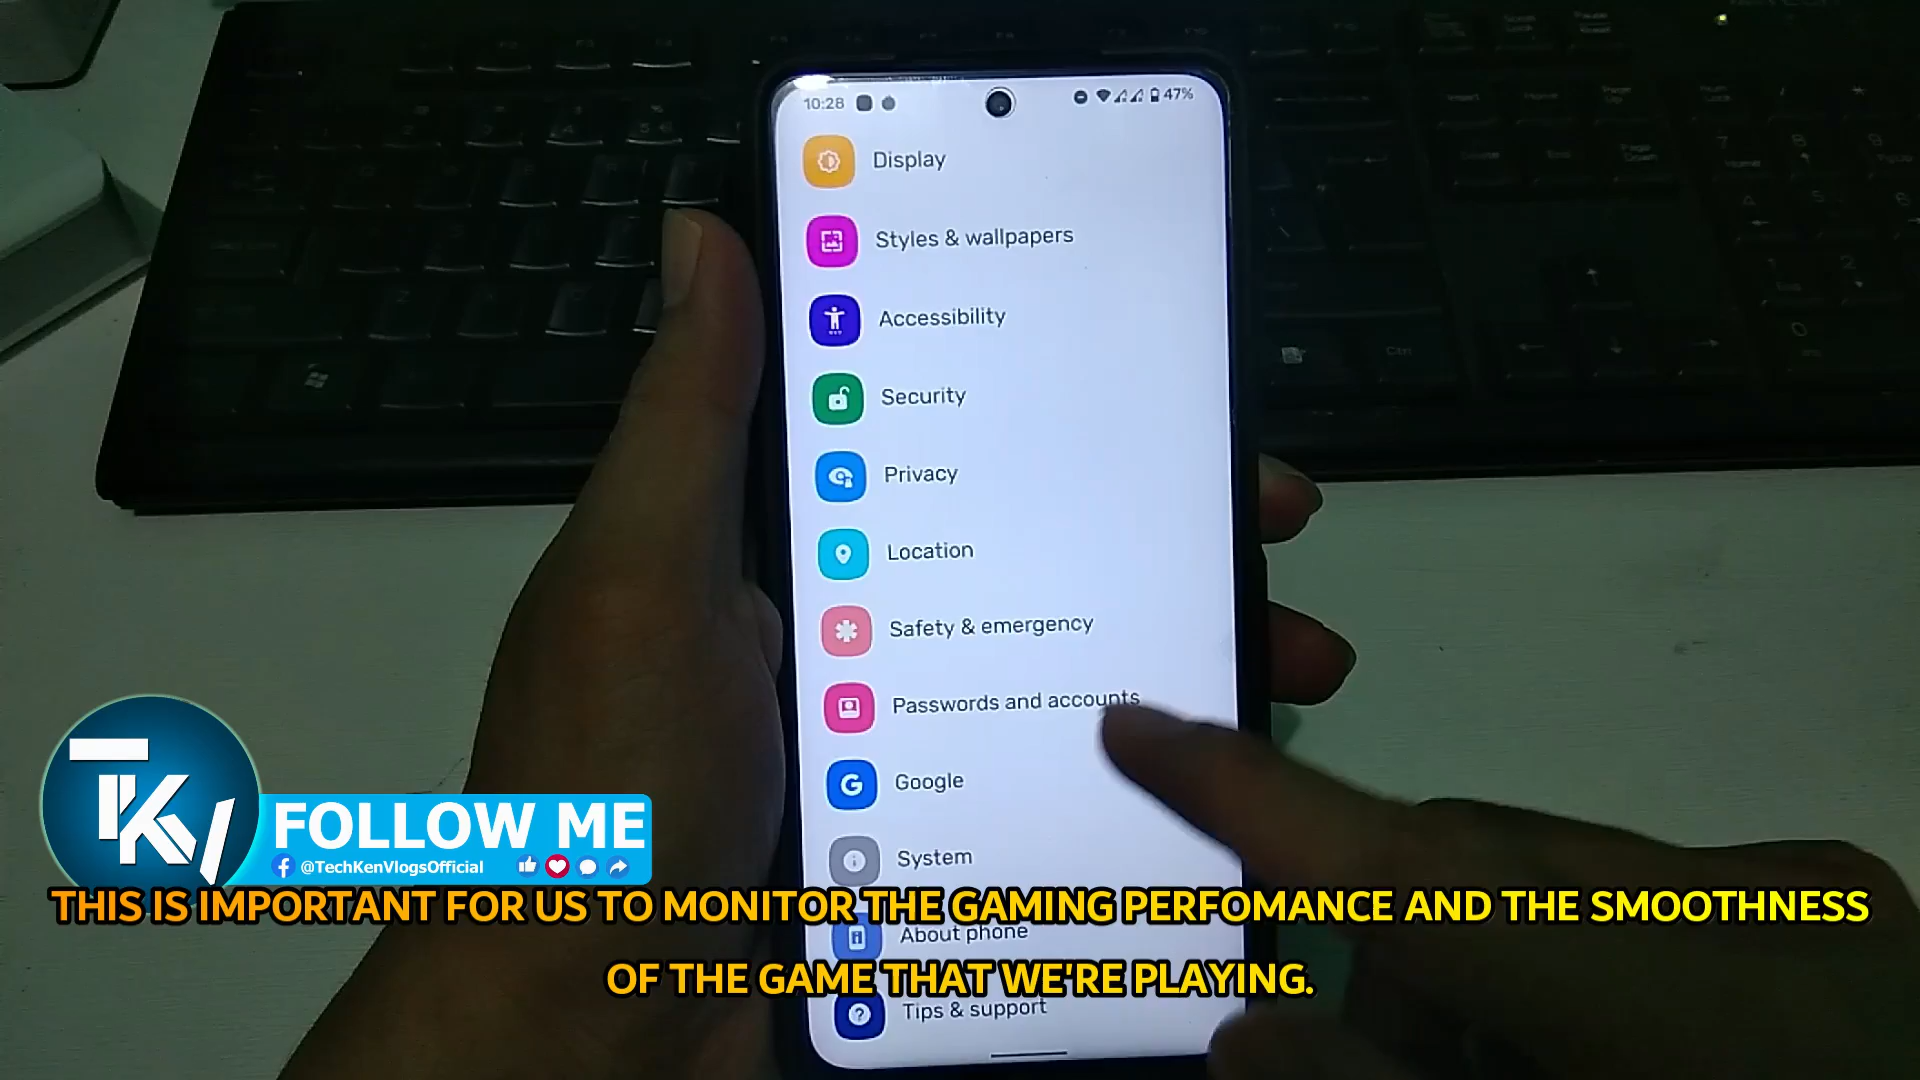 10:28
47%
Display
Styles & wallpapers
Accessibility
Security
Privacy
Location
Safety & emergency
Passwords and accounts
Google
System
About phone
Tips & support
TKV
FOLLOW ME
@TechKenVlogsOfficial
THIS IS IMPORTANT FOR US TO MONITOR THE GAMING PERFOMANCE AND THE SMOOTHNESS
OF THE GAME THAT WE'RE PLAYING.